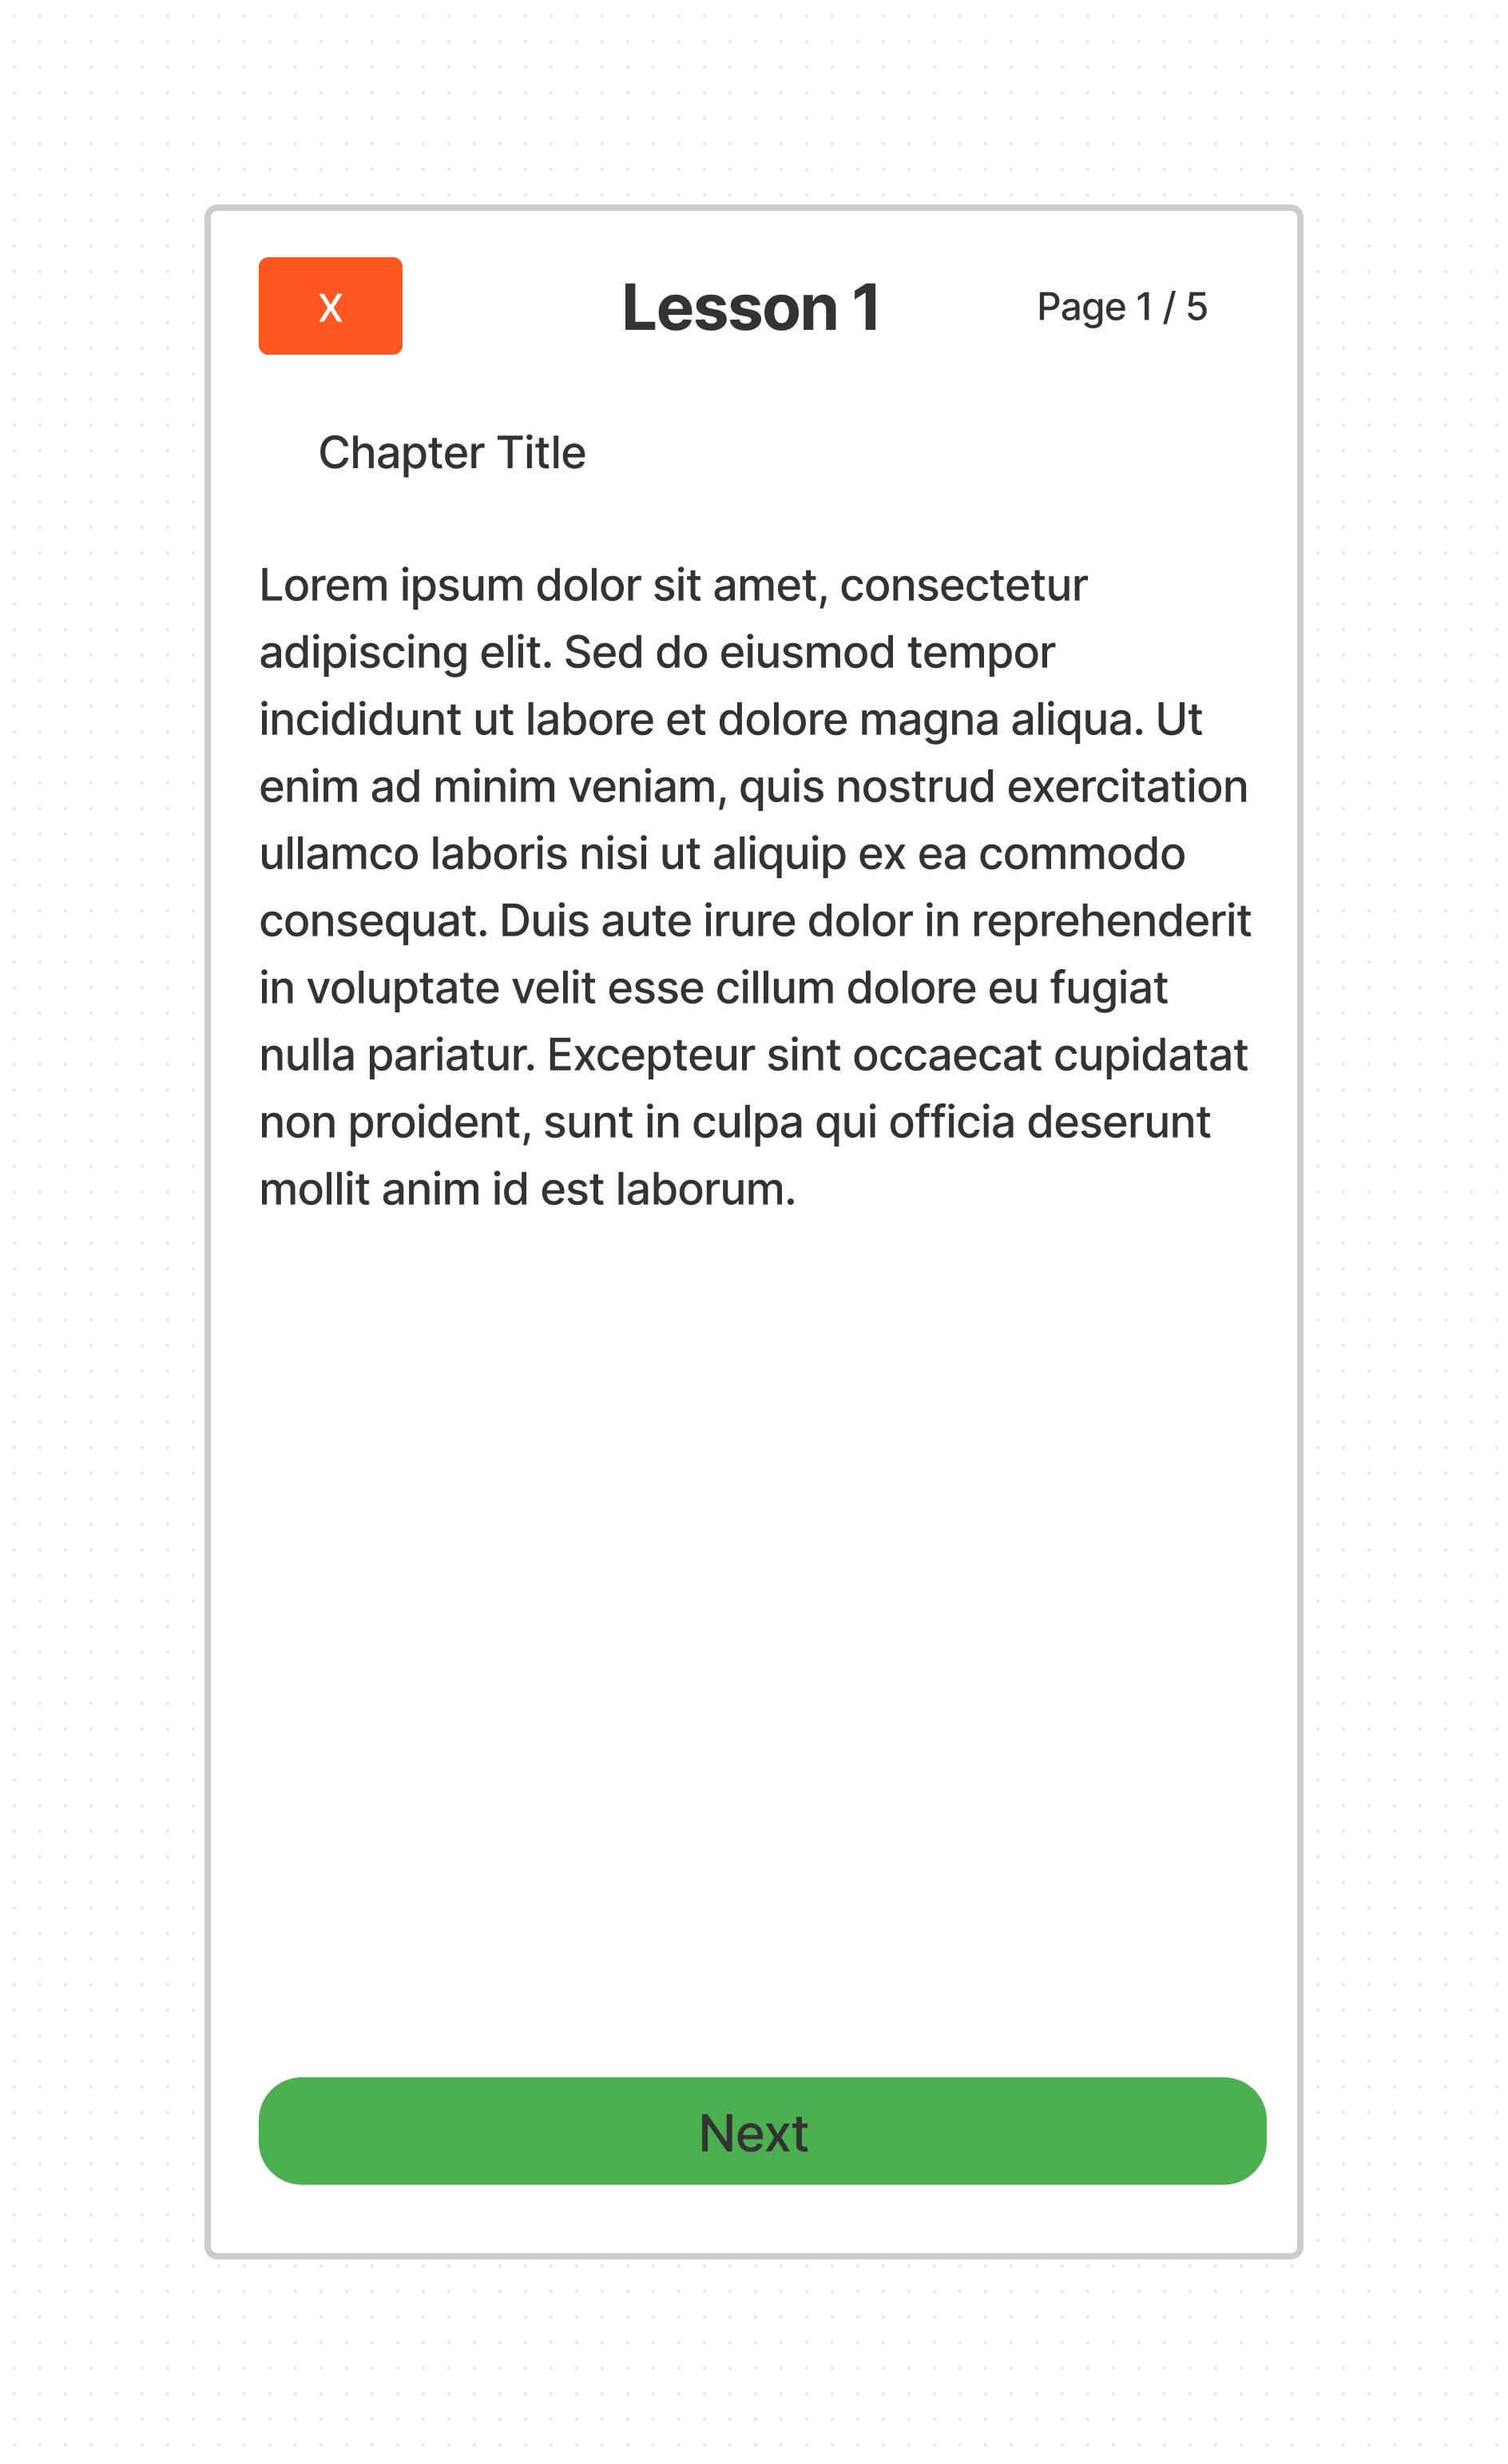 X
Lesson 1
Page 1 / 5
Chapter Title
Lorem ipsum dolor sit amet, consectetur
adipiscing elit. Sed do eiusmod tempor
incididunt ut labore et dolore magna aliqua. Ut
enim ad minim veniam, quis nostrud exercitation
ullamco laboris nisi ut aliquip ex ea commodo
consequat. Duis aute irure dolor in reprehenderit
in voluptate velit esse cillum dolore eu fugiat
nulla pariatur. Excepteur sint occaecat cupidatat
non proident, sunt in culpa qui officia deserunt
mollit anim id est laborum.
Next